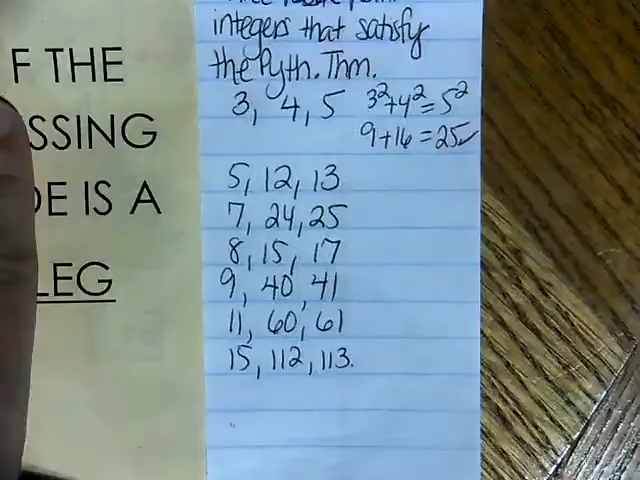 F THE
SSING
DE IS A
LEG
integers that satisfy
the Pyth. Thm.
3, 4, 5 3²+4²=5²
9+16=25✓
5, 12, 13
7, 24, 25
8, 15, 17
9, 40, 41
11, 60, 61
15, 112, 113.